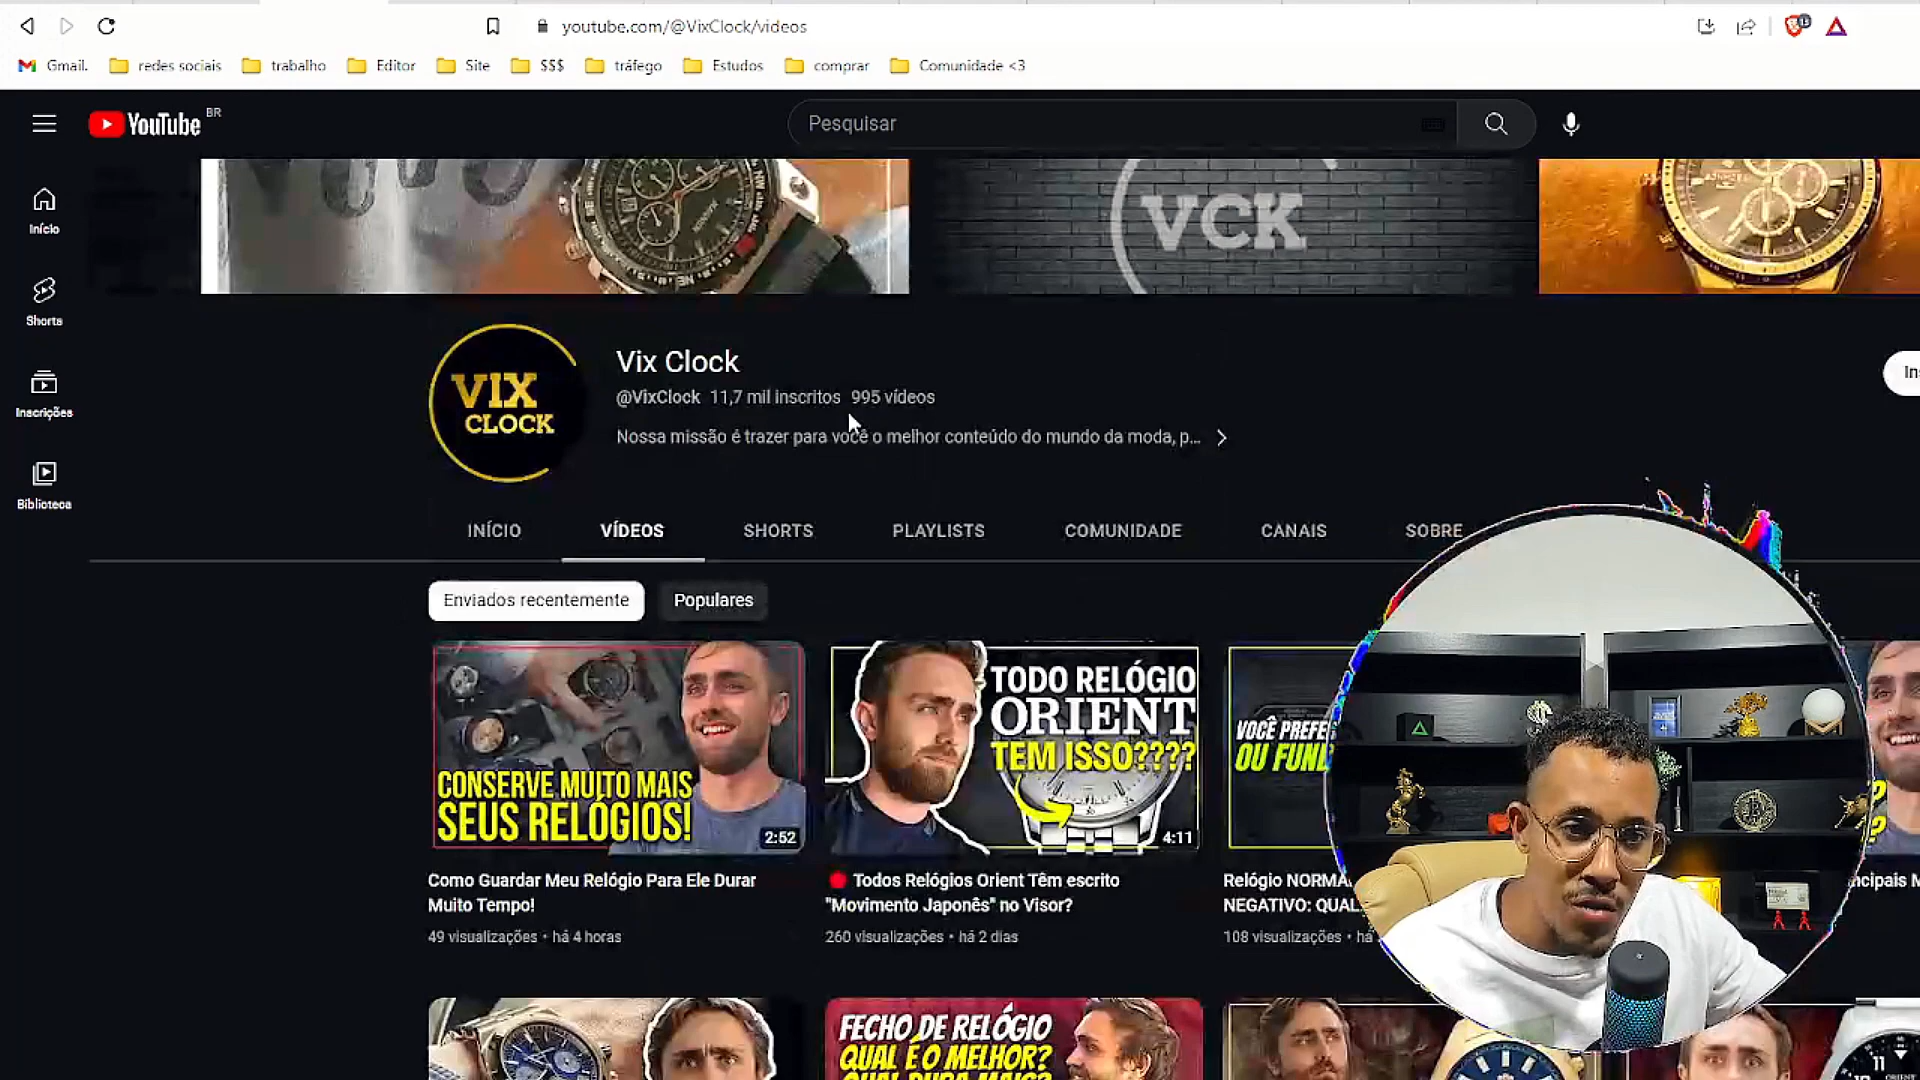 youtube.com/@VixClock/videos
Gmail. redes sociais trabalho Editor Site $$$ tráfego Estudos comprar Comunidade <3
YouTube BR
Pesquisar
VCK
Início
Shorts
Inscrições
Biblioteca
VIX
CLOCK
Vix Clock
@VixClock 11,7 mil inscritos 995 vídeos
Nossa missão é trazer para você o melhor conteúdo do mundo da moda, p...
INÍCIO VÍDEOS SHORTS PLAYLISTS COMUNIDADE CANAIS SOBRE
Enviados recentemente Populares
CONSERVE MUITO MAIS
SEUS RELÓGIOS!
2:52
TODO RELÓGIO
ORIENT
TEM ISSO????
4:11
VOCÊ PREFE
OU FUN
Como Guardar Meu Relógio Para Ele Durar
Muito Tempo!
49 visualizações • há 4 horas
Todos Relógios Orient Têm escrito
"Movimento Japonês" no Visor?
260 visualizações • há 2 dias
Relógio NORMA
NEGATIVO: QUAL
108 visualizações • há
FECHO DE RELÓGIO
QUAL É O MELHOR?
QUAL DURA MAIS?